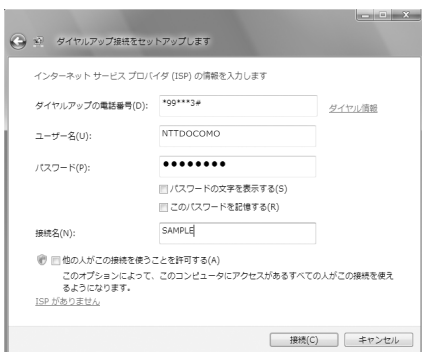 ダイヤルアップ接続をセットアップします
インターネット サービス プロバイダ (ISP) の情報を入力します
ダイヤルアップの電話番号(D): *99***3# ダイヤル情報
ユーザー名(U): NTTDOCOMO
パスワード(P): ●●●●●●●●
パスワードの文字を表示する(S)
このパスワードを記憶する(R)
接続名(N): SAMPLE
他の人がこの接続を使うことを許可する(A)
このオプションによって、このコンピュータにアクセスがあるすべての人がこの接続を使え
るようになります。
ISP がありません
接続(C) キャンセル